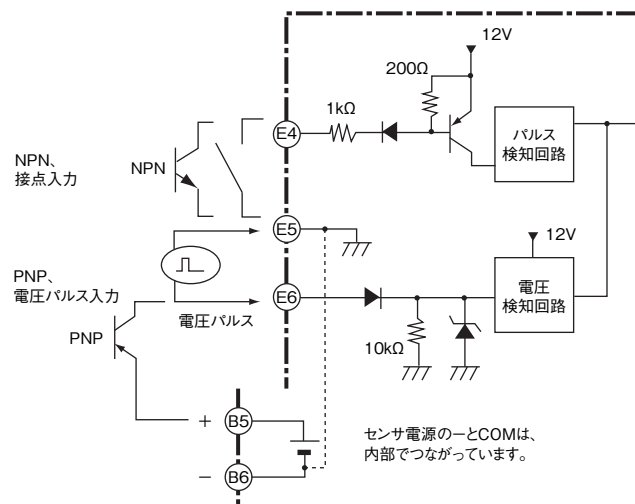 12V
200Ω
1kΩ
E4
パルス
検知回路
NPN、
接点入力
NPN
E5
12V
PNP、
電圧パルス入力
E6
電圧
検知回路
電圧パルス
PNP
10kΩ
+
B5
センサ電源の−とCOMは、
内部でつながっています。
−
B6